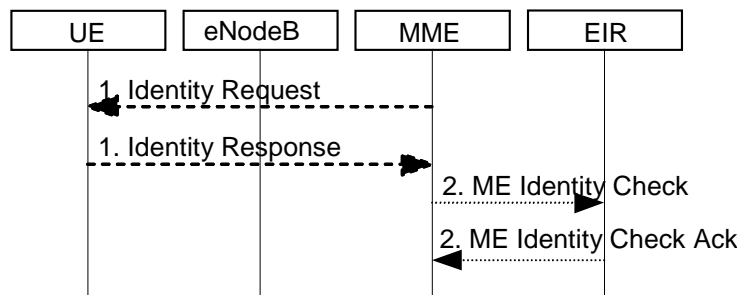 UE eNodeB MME EIR
1. Identity Request
1. Identity Response
2. ME Identity Check
2. ME Identity Check Ack